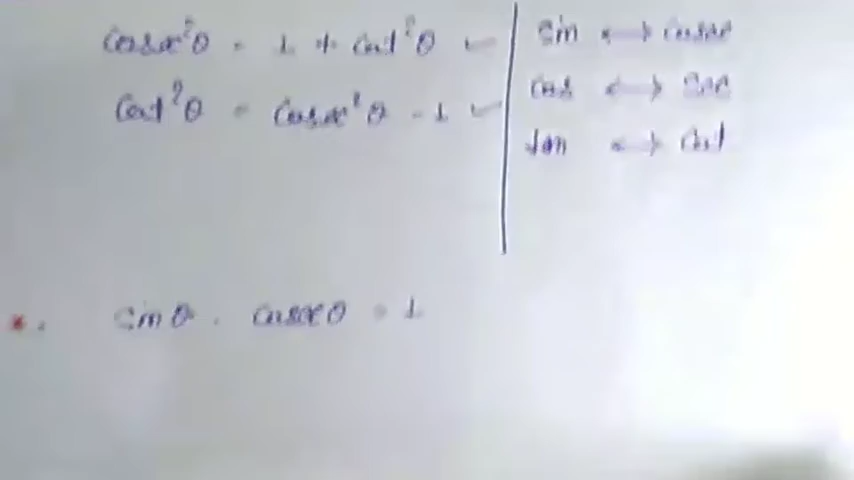 cosec²θ = 1 + cot²θ ✓
cot²θ = cosec²θ - 1 ✓
sin ↔ cosec
cos ↔ sec
tan ↔ cot
*. sinθ . cosecθ = 1